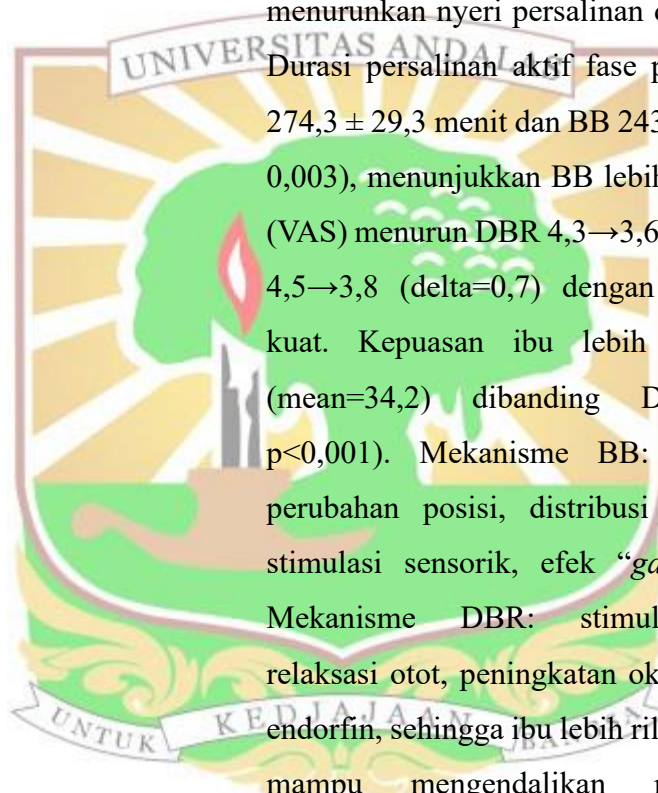 menurunkan nyeri persalinan
UNIVERSITAS ANDALAS
Durasi persalinan aktif fase
274,3 ± 29,3 menit dan BB 243
0,003), menunjukkan BB lebih
(VAS) menurun DBR 4,3→3,6
4,5→3,8 (delta=0,7) dengan
kuat. Kepuasan ibu lebih
(mean=34,2) dibanding D
p<0,001). Mekanisme BB:
perubahan posisi, distribusi
stimulasi sensorik, efek “ga
Mekanisme DBR: stimul
relaksasi otot, peningkatan ok
endorfin, sehingga ibu lebih ril
mampu mengendalikan
UNTUK KEDJAJAAN BANGSA